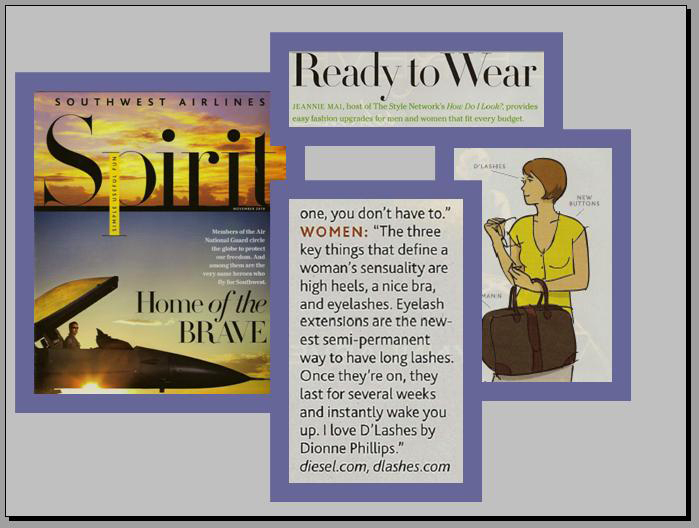 SOUTHWEST AIRLINES
Spirit
SIMPLE USEFUL FUN
NOVEMBER 2010
Members of the Air
National Guard circle
the globe to protect
our freedom. And
among them are the
very same heroes who
fly for Southwest.
Home of the
BRAVE
Ready to Wear
JEANNIE MAI, host of The Style Network's How Do I Look?, provides
easy fashion upgrades for men and women that fit every budget.
one, you don't have to."
WOMEN: "The three
key things that define a
woman's sensuality are
high heels, a nice bra,
and eyelashes. Eyelash
extensions are the new-
est semi-permanent
way to have long lashes.
Once they're on, they
last for several weeks
and instantly wake you
up. I love D'Lashes by
Dionne Phillips."
diesel.com, dlashes.com
D'LASHES
NEW
BUTTONS